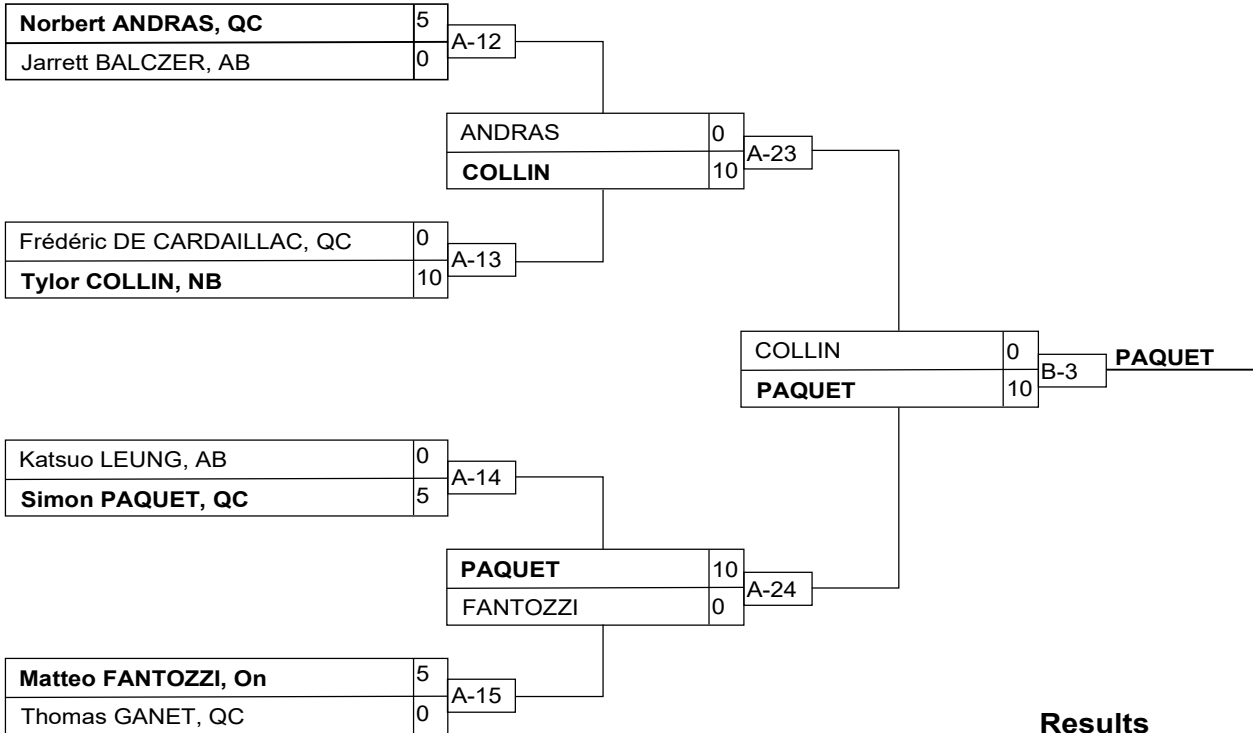 Norbert ANDRAS, QC 5
Jarrett BALCZER, AB 0
A-12
ANDRAS 0
COLLIN 10
A-23
Frédéric DE CARDAILLAC, QC 0
Tylor COLLIN, NB 10
A-13
COLLIN 0
PAQUET 10
B-3
PAQUET
Katsuo LEUNG, AB 0
Simon PAQUET, QC 5
A-14
PAQUET 10
FANTOZZI 0
A-24
Matteo FANTOZZI, On 5
Thomas GANET, QC 0
A-15
Results